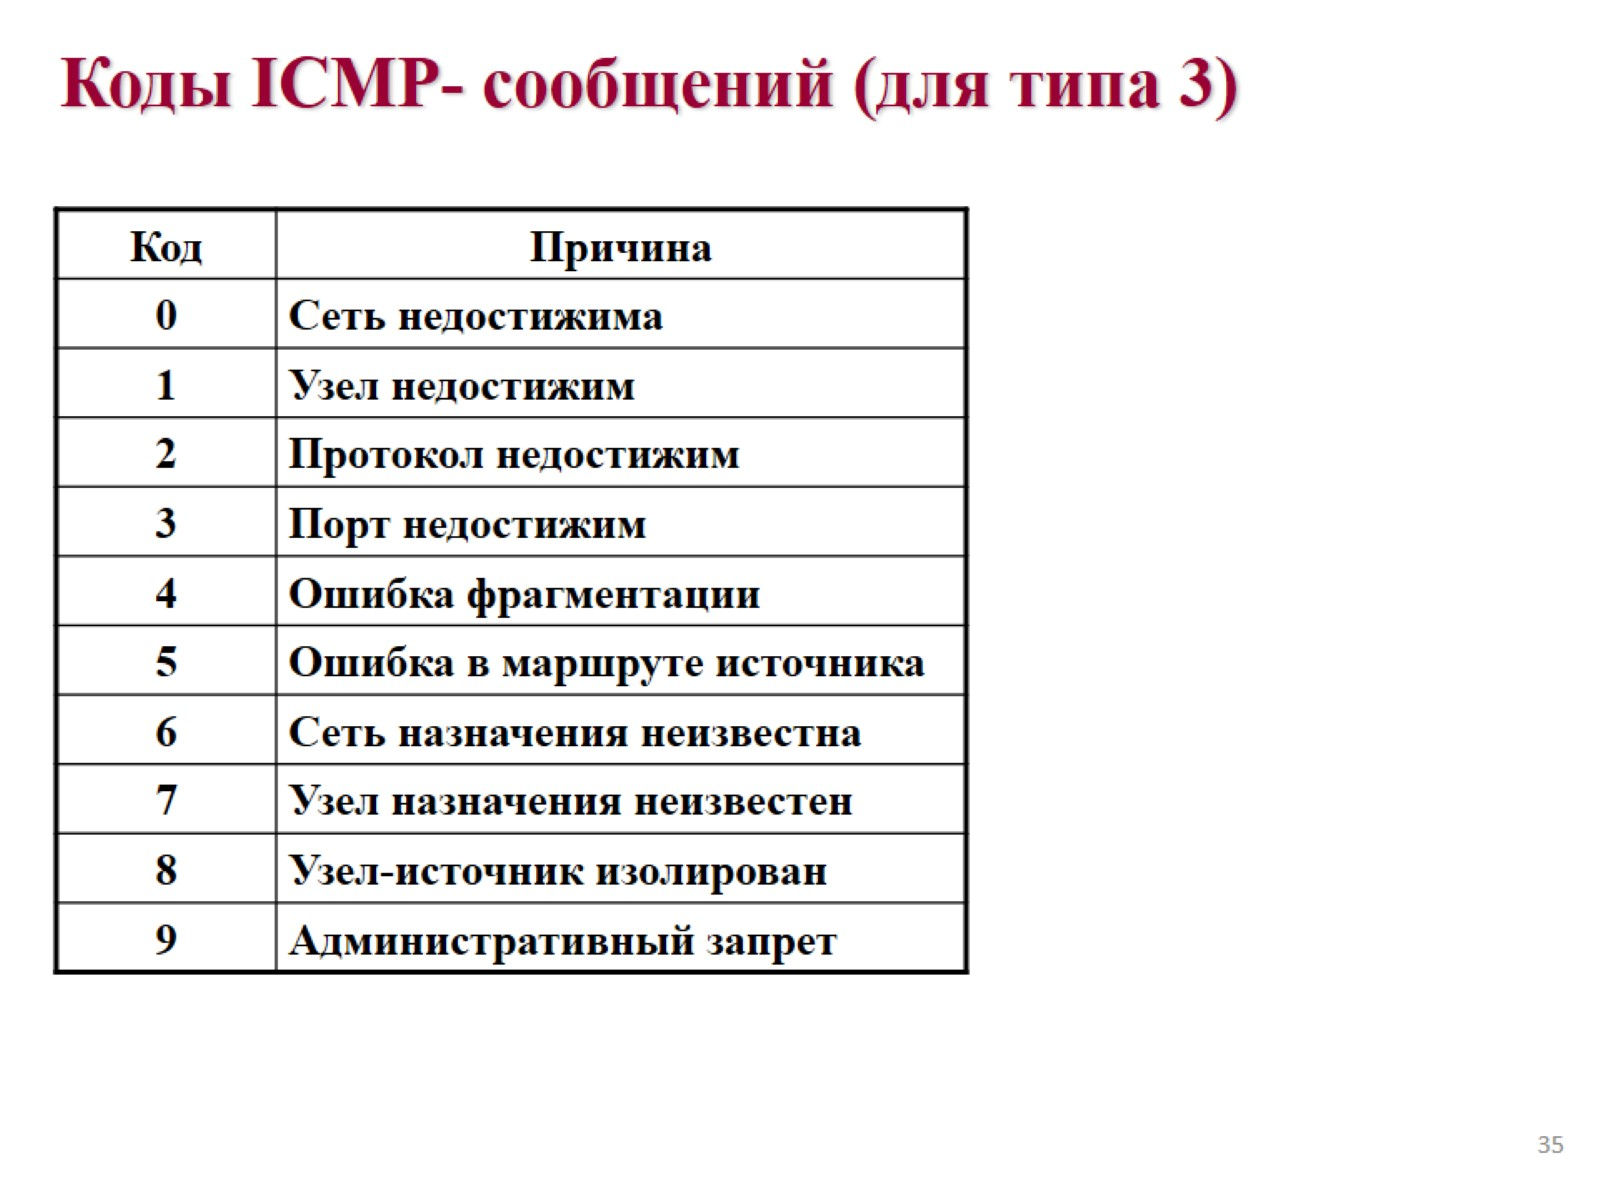 Коды ICMP- сообщений (для типа 3)
Код Причина
0 Сеть недостижима
1 Узел недостижим
2 Протокол недостижим
3 Порт недостижим
4 Ошибка фрагментации
5 Ошибка в маршруте источника
6 Сеть назначения неизвестна
7 Узел назначения неизвестен
8 Узел-источник изолирован
9 Административный запрет
35